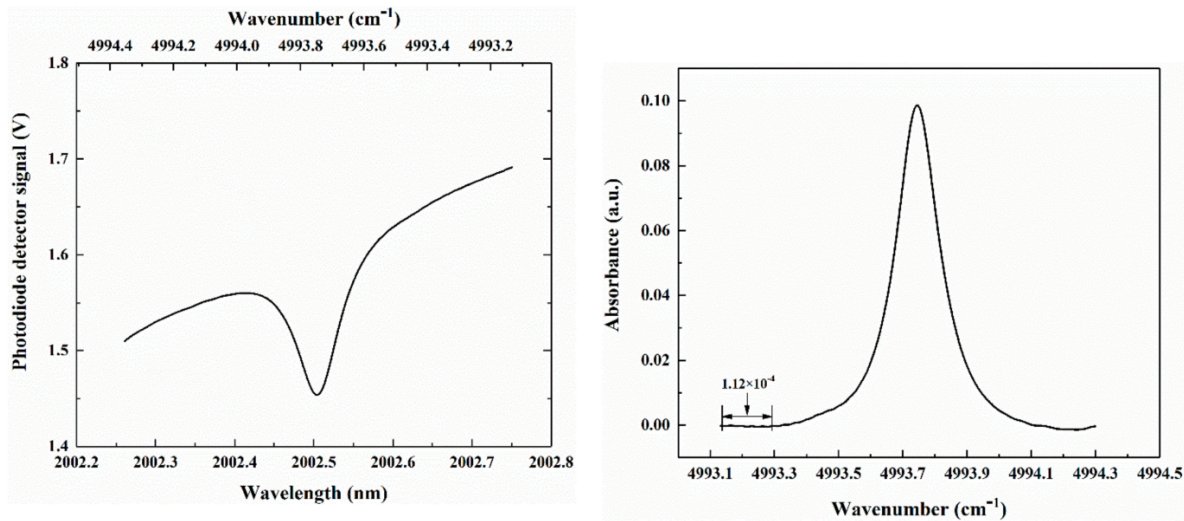 Wavenumber (cm⁻¹)
4994.4 4994.2 4994.0 4993.8 4993.6 4993.4 4993.2
1.8
1.7
1.6
1.5
1.4
Photodiode detector signal (V)
2002.2 2002.3 2002.4 2002.5 2002.6 2002.7 2002.8
Wavelength (nm)
0.10
0.08
0.06
0.04
0.02
0.00
Absorbance (a.u.)
1.12×10⁻⁴
4993.1 4993.3 4993.5 4993.7 4993.9 4994.1 4994.3 4994.5
Wavenumber (cm⁻¹)